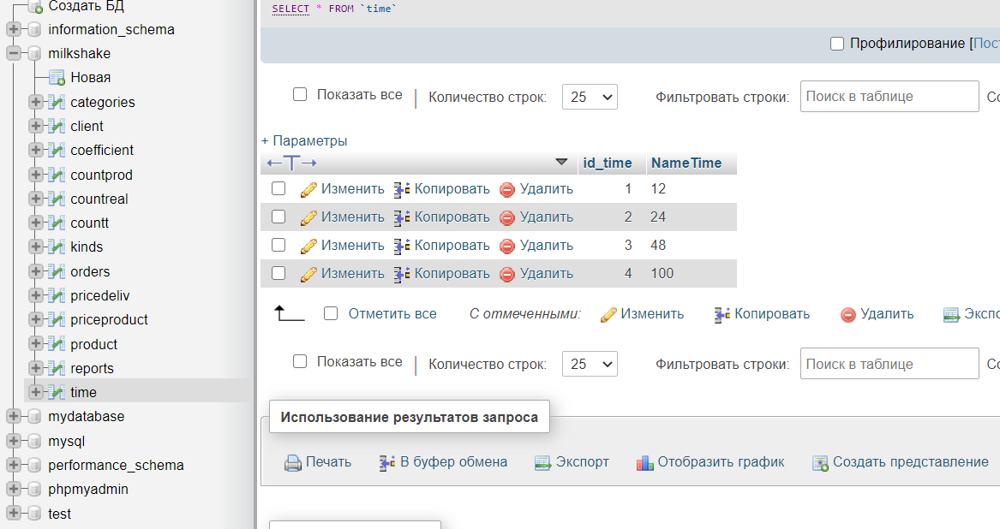 Создать БД
information_schema
milkshake
Новая
categories
client
coefficient
countprod
countreal
countt
kinds
orders
pricedeliv
priceproduct
product
reports
time
mydatabase
mysql
performance_schema
phpmyadmin
test
SELECT * FROM `time`
Профилирование [Пост
Показать все | Количество строк: 25 Фильтровать строки: Поиск в таблице Со
+ Параметры
←T→ id_time NameTime
Изменить Копировать Удалить 1 12
Изменить Копировать Удалить 2 24
Изменить Копировать Удалить 3 48
Изменить Копировать Удалить 4 100
Отметить все С отмеченными: Изменить Копировать Удалить Экспо
Показать все | Количество строк: 25 Фильтровать строки: Поиск в таблице Со
Использование результатов запроса
Печать В буфер обмена Экспорт Отобразить график Создать представление